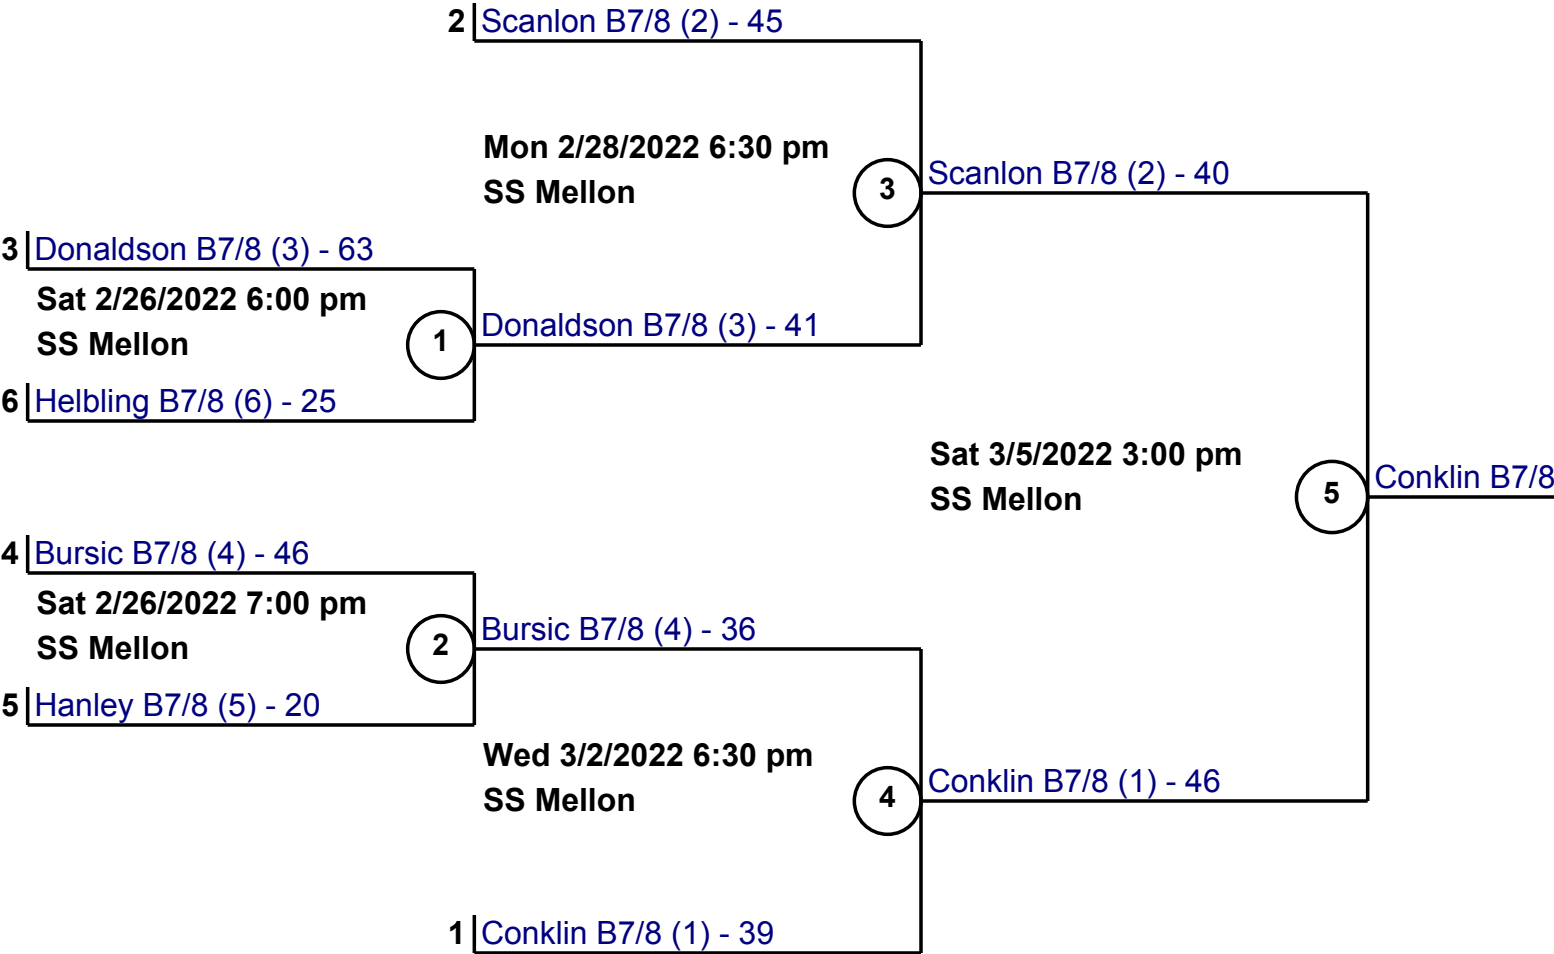 2 Scanlon B7/8 (2) - 45
Mon 2/28/2022 6:30 pm
SS Mellon
3
Scanlon B7/8 (2) - 40
3 Donaldson B7/8 (3) - 63
Sat 2/26/2022 6:00 pm
SS Mellon
1
Donaldson B7/8 (3) - 41
6 Helbling B7/8 (6) - 25
Sat 3/5/2022 3:00 pm
SS Mellon
5
Conklin B7/8
4 Bursic B7/8 (4) - 46
Sat 2/26/2022 7:00 pm
SS Mellon
2
Bursic B7/8 (4) - 36
5 Hanley B7/8 (5) - 20
Wed 3/2/2022 6:30 pm
SS Mellon
4
Conklin B7/8 (1) - 46
1 Conklin B7/8 (1) - 39